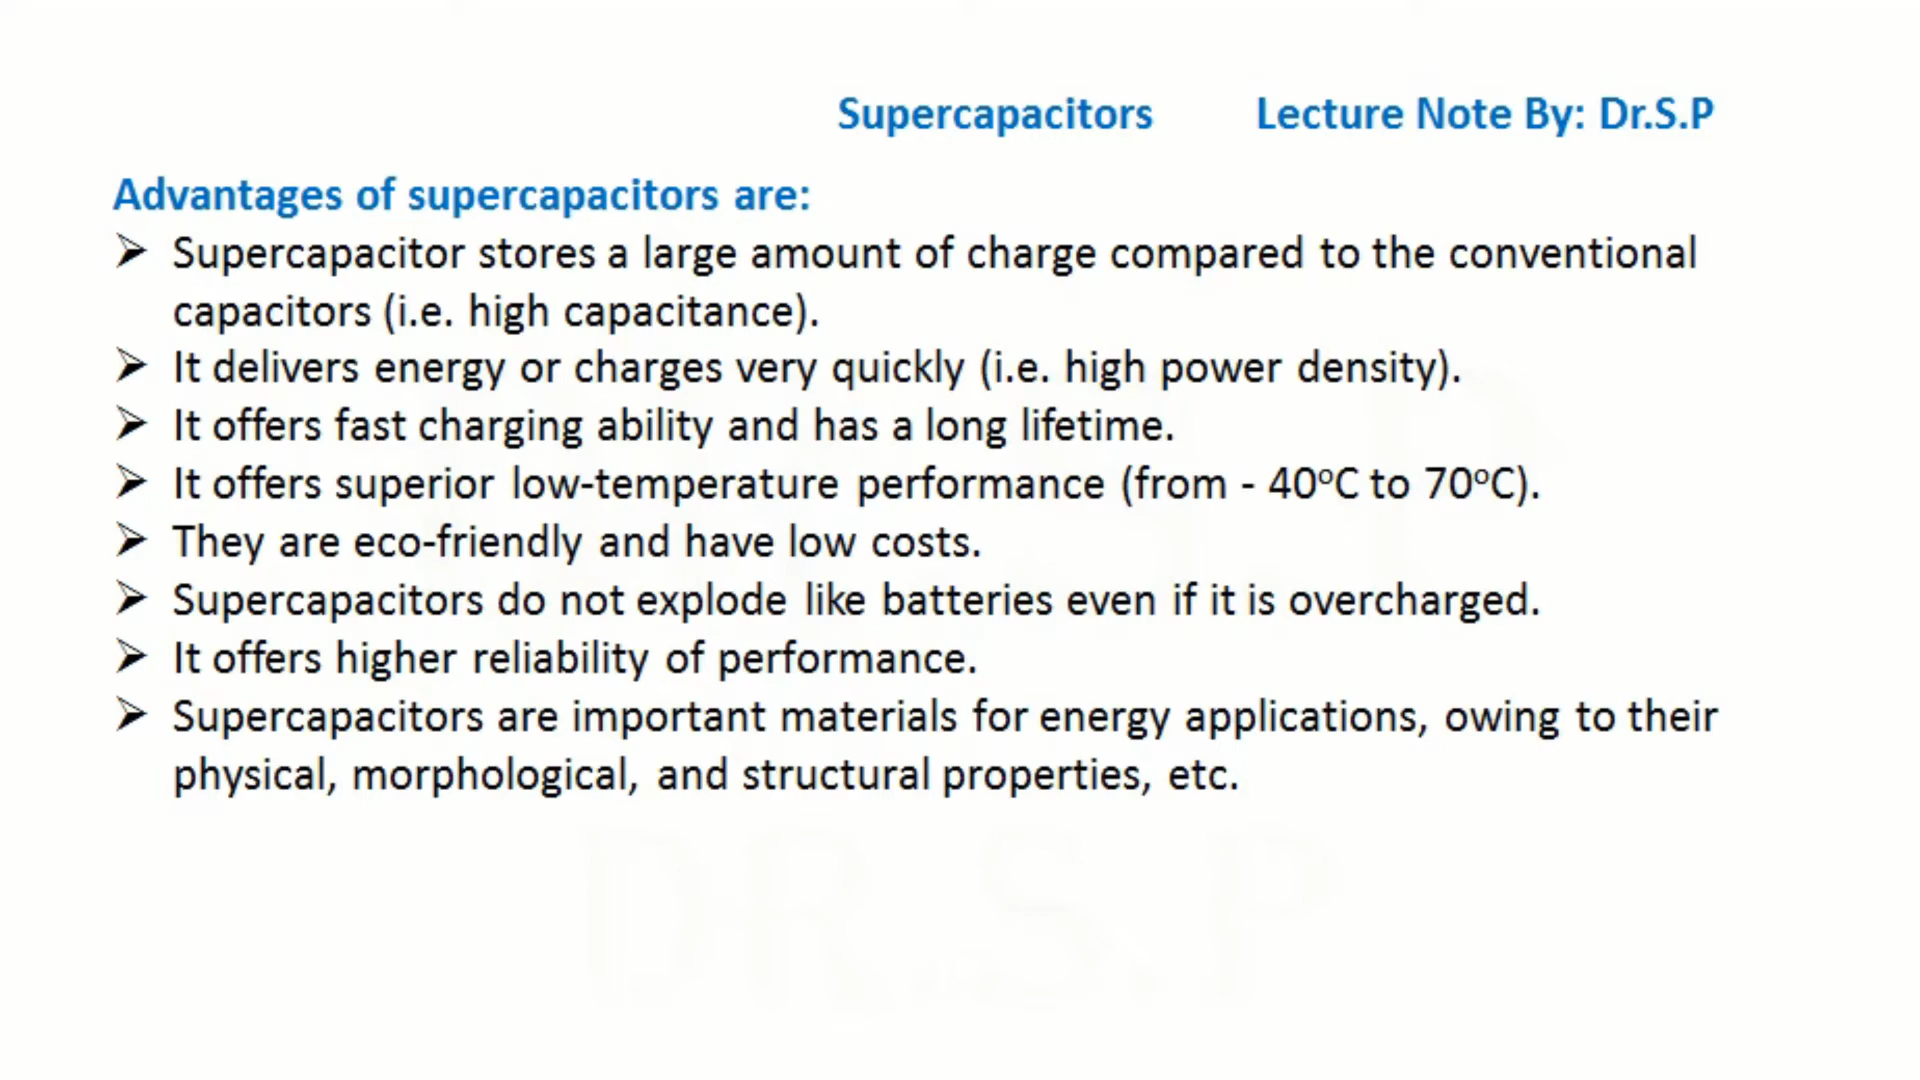 Supercapacitors Lecture Note By: Dr.S.P
Advantages of supercapacitors are:
➢ Supercapacitor stores a large amount of charge compared to the conventional
capacitors (i.e. high capacitance).
➢ It delivers energy or charges very quickly (i.e. high power density).
➢ It offers fast charging ability and has a long lifetime.
➢ It offers superior low-temperature performance (from - 40°C to 70°C).
➢ They are eco-friendly and have low costs.
➢ Supercapacitors do not explode like batteries even if it is overcharged.
➢ It offers higher reliability of performance.
➢ Supercapacitors are important materials for energy applications, owing to their
physical, morphological, and structural properties, etc.
DR.S.P